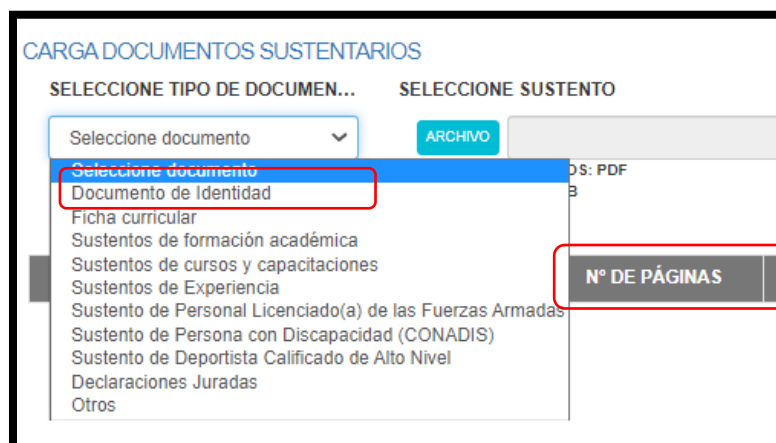 CARGA DOCUMENTOS SUSTENTARIOS
SELECCIONE TIPO DE DOCUMEN... SELECCIONE SUSTENTO
Seleccione documento ARCHIVO
Seleccione documento OS: PDF
Documento de Identidad B
Ficha curricular
Sustentos de formación académica
Sustentos de cursos y capacitaciones
Sustentos de Experiencia Nº DE PÁGINAS
Sustento de Personal Licenciado(a) de las Fuerzas Armadas
Sustento de Persona con Discapacidad (CONADIS)
Sustento de Deportista Calificado de Alto Nivel
Declaraciones Juradas
Otros